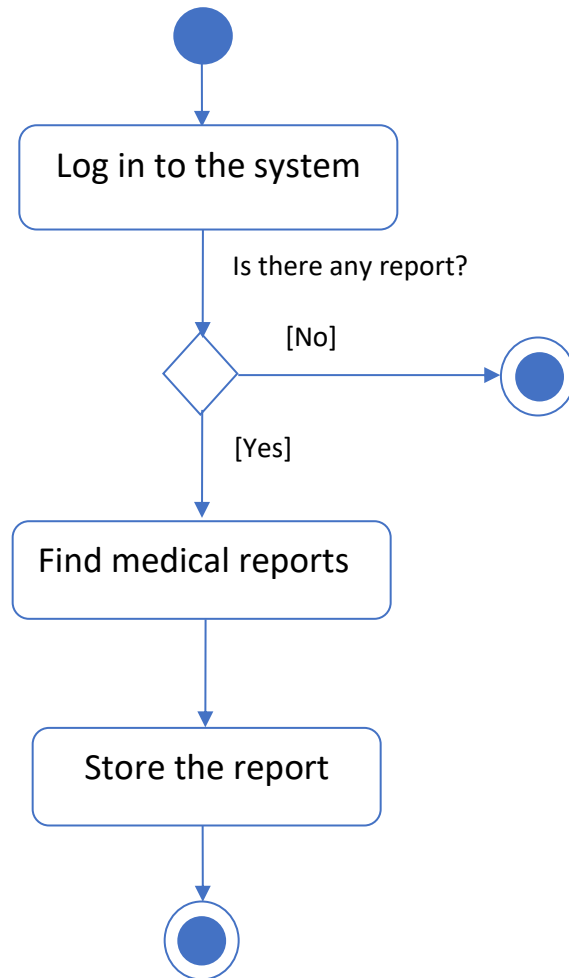 Log in to the system
Is there any report?
[No]
[Yes]
Find medical reports
Store the report